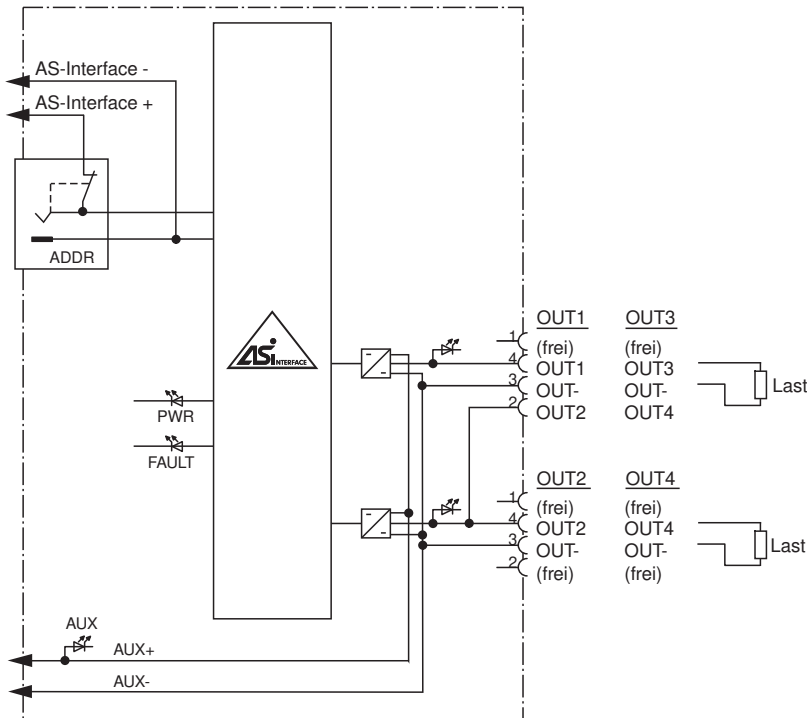 AS-Interface -
AS-Interface +
ADDR
ASi INTERFACE
PWR
FAULT
AUX
AUX+
AUX-
OUT1 OUT3
1 (frei) (frei)
4 OUT1 OUT3
3 OUT- OUT-
2 OUT2 OUT4
Last
OUT2 OUT4
1 (frei) (frei)
4 OUT2 OUT4
3 OUT- OUT-
2 (frei) (frei)
Last